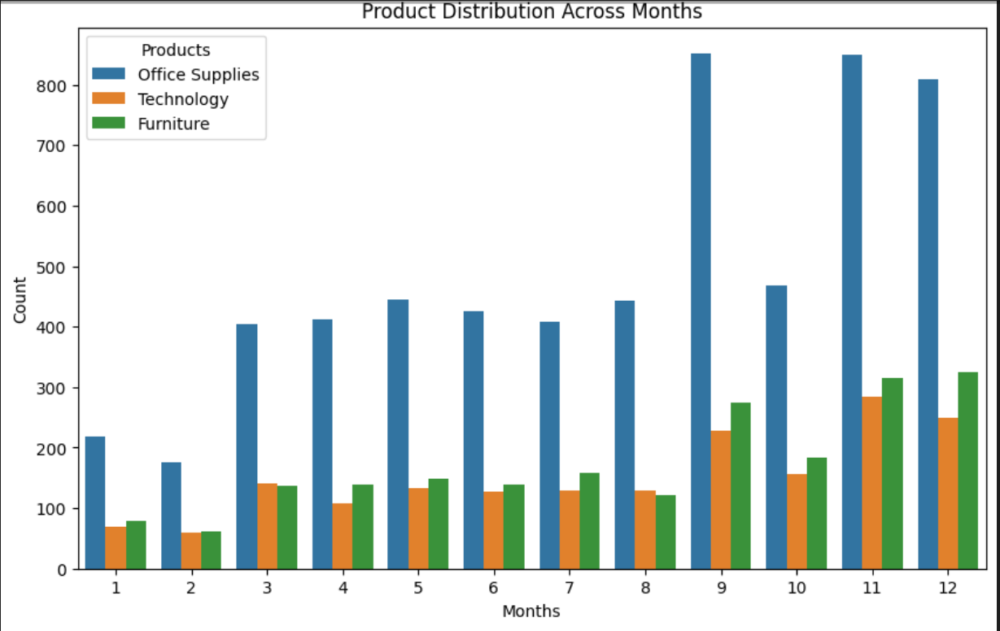 Product Distribution Across Months
Products
Office Supplies
Technology
Furniture
800
700
600
500
400
300
200
100
0
Count
1 2 3 4 5 6 7 8 9 10 11 12
Months